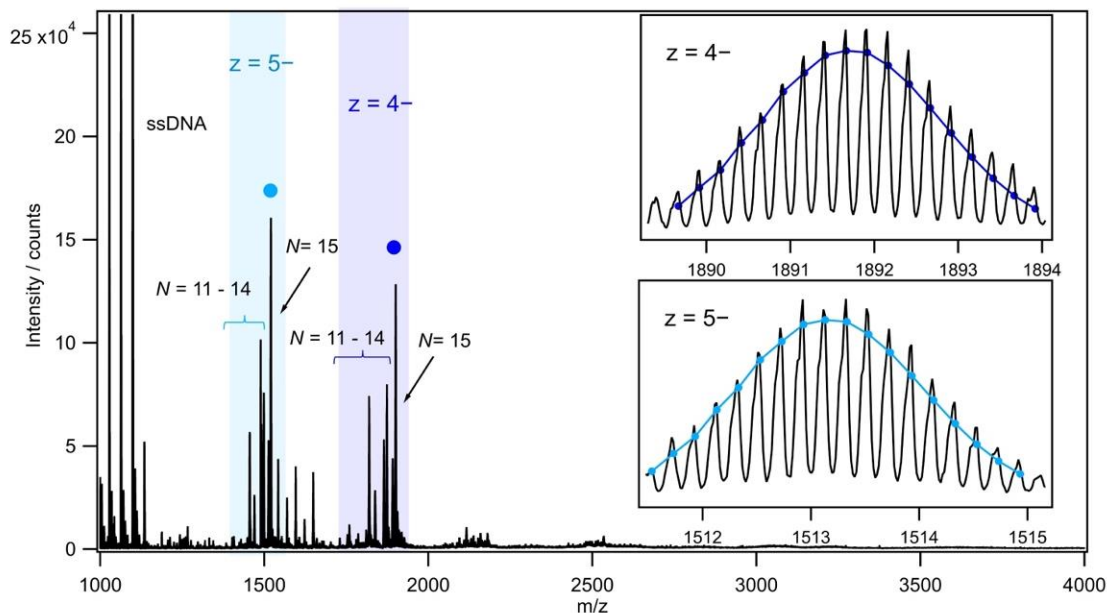 25 x10⁴
20
15
10
5
0
Intensity / counts
1000
1500
2000
2500
3000
3500
4000
m/z
ssDNA
z = 5−
z = 4−
N = 11 - 14
N= 15
N = 11 - 14
N= 15
z = 4−
1890
1891
1892
1893
1894
z = 5−
1512
1513
1514
1515